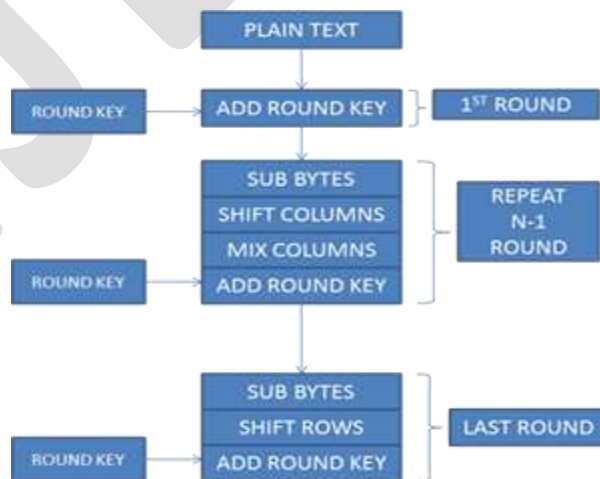 PLAIN TEXT
ROUND KEY
ADD ROUND KEY
1ST ROUND
SUB BYTES
SHIFT COLUMNS
MIX COLUMNS
ROUND KEY
ADD ROUND KEY
REPEAT
N-1
ROUND
SUB BYTES
SHIFT ROWS
ROUND KEY
ADD ROUND KEY
LAST ROUND